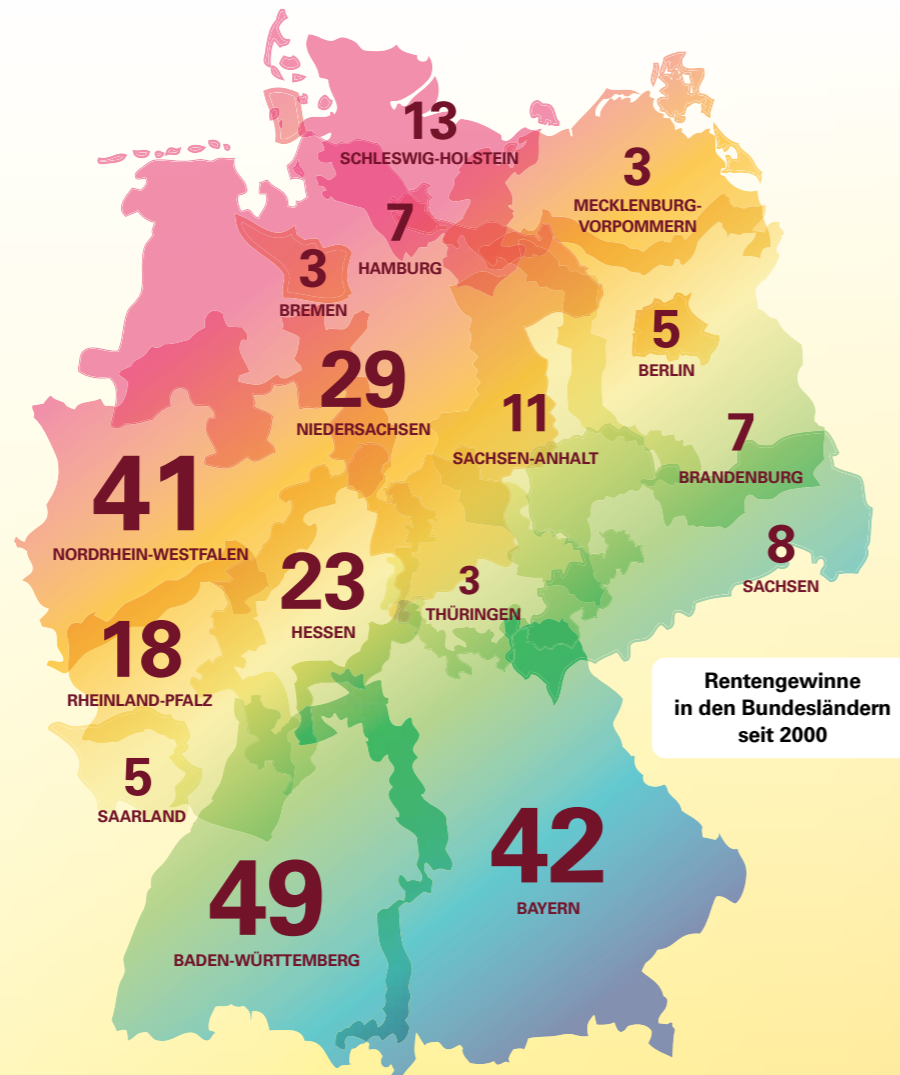 13
SCHLESWIG-HOLSTEIN
3
MECKLENBURG-
VORPOMMERN
7
HAMBURG
3
BREMEN
5
BERLIN
29
NIEDERSACHSEN
11
SACHSEN-ANHALT
7
BRANDENBURG
41
NORDRHEIN-WESTFALEN
8
SACHSEN
23
HESSEN
3
THÜRINGEN
18
RHEINLAND-PFALZ
Rentengewinne
in den Bundesländern
seit 2000
5
SAARLAND
42
BAYERN
49
BADEN-WÜRTTEMBERG